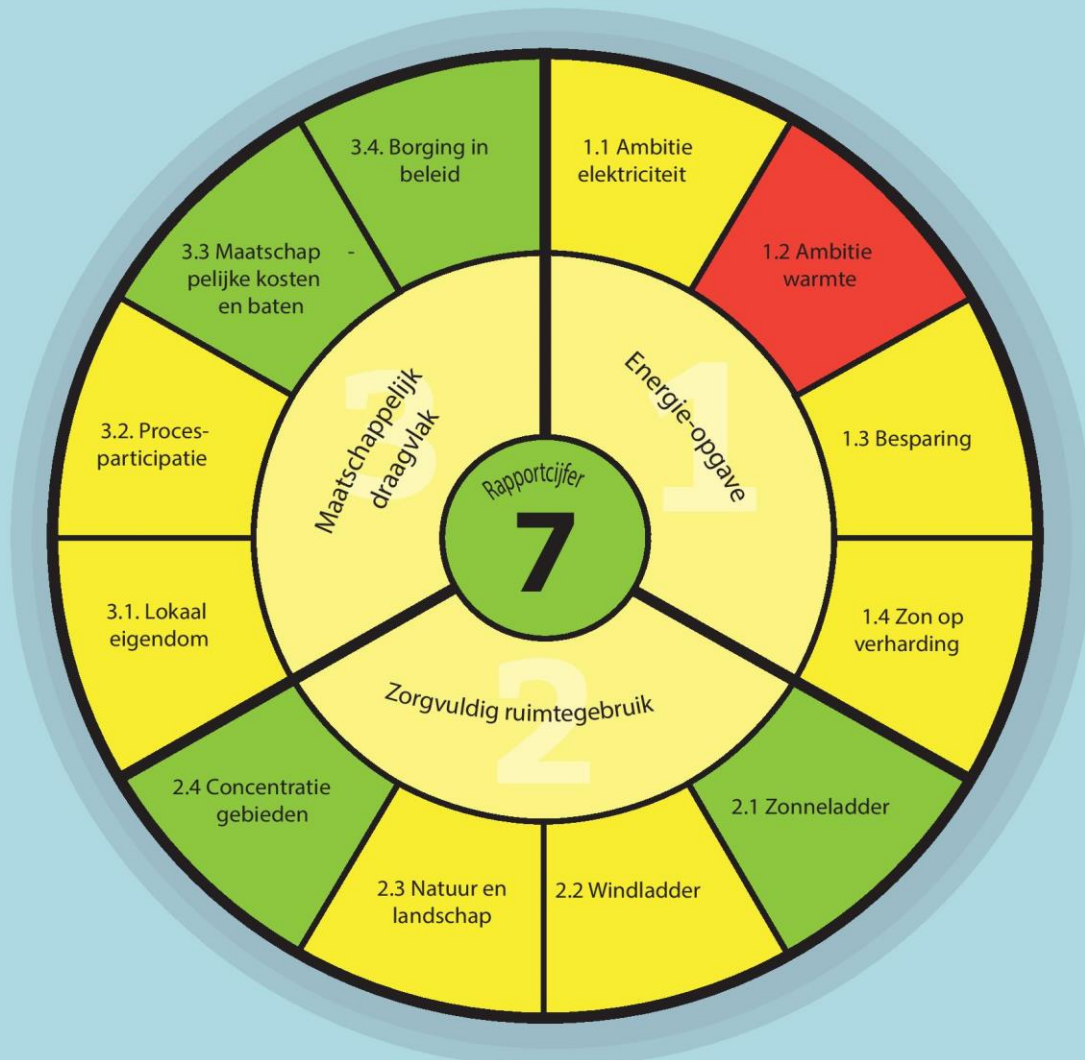 1.1 Ambitie
elektriciteit
1.2 Ambitie
warmte
1.3 Besparing
1.4 Zon op
verharding
2.1 Zonneladder
2.2 Windladder
2.3 Natuur en
landschap
2.4 Concentratie
gebieden
3.1. Lokaal
eigendom
3.2. Proces-
participatie
3.3 Maatschap -
pelijke kosten
en baten
3.4. Borging in
beleid
1
Energie-opgave
2
Zorgvuldig ruimtegebruik
3
Maatschappelijk
draagvlak
Rapportcijfer
7